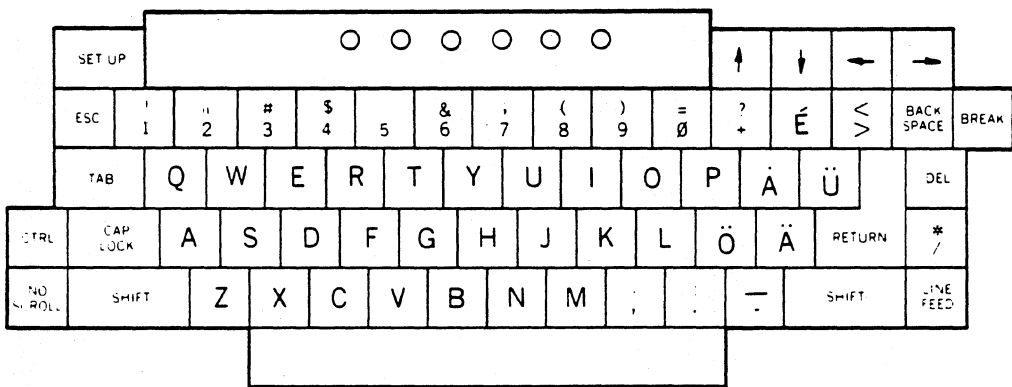 SET UP ↑ ↓ ← →
ESC ! 1 " 2 # 3 $ 4 5 & 6 7 ( 8 ) 9 = Ø ? + É < > BACK SPACE BREAK
TAB Q W E R T Y U I O P Å Ü DEL
CTRL CAP LOCK A S D F G H J K L Ö Ä RETURN * /
NO SCROLL SHIFT Z X C V B N M ; : — - SHIFT LINE FEED